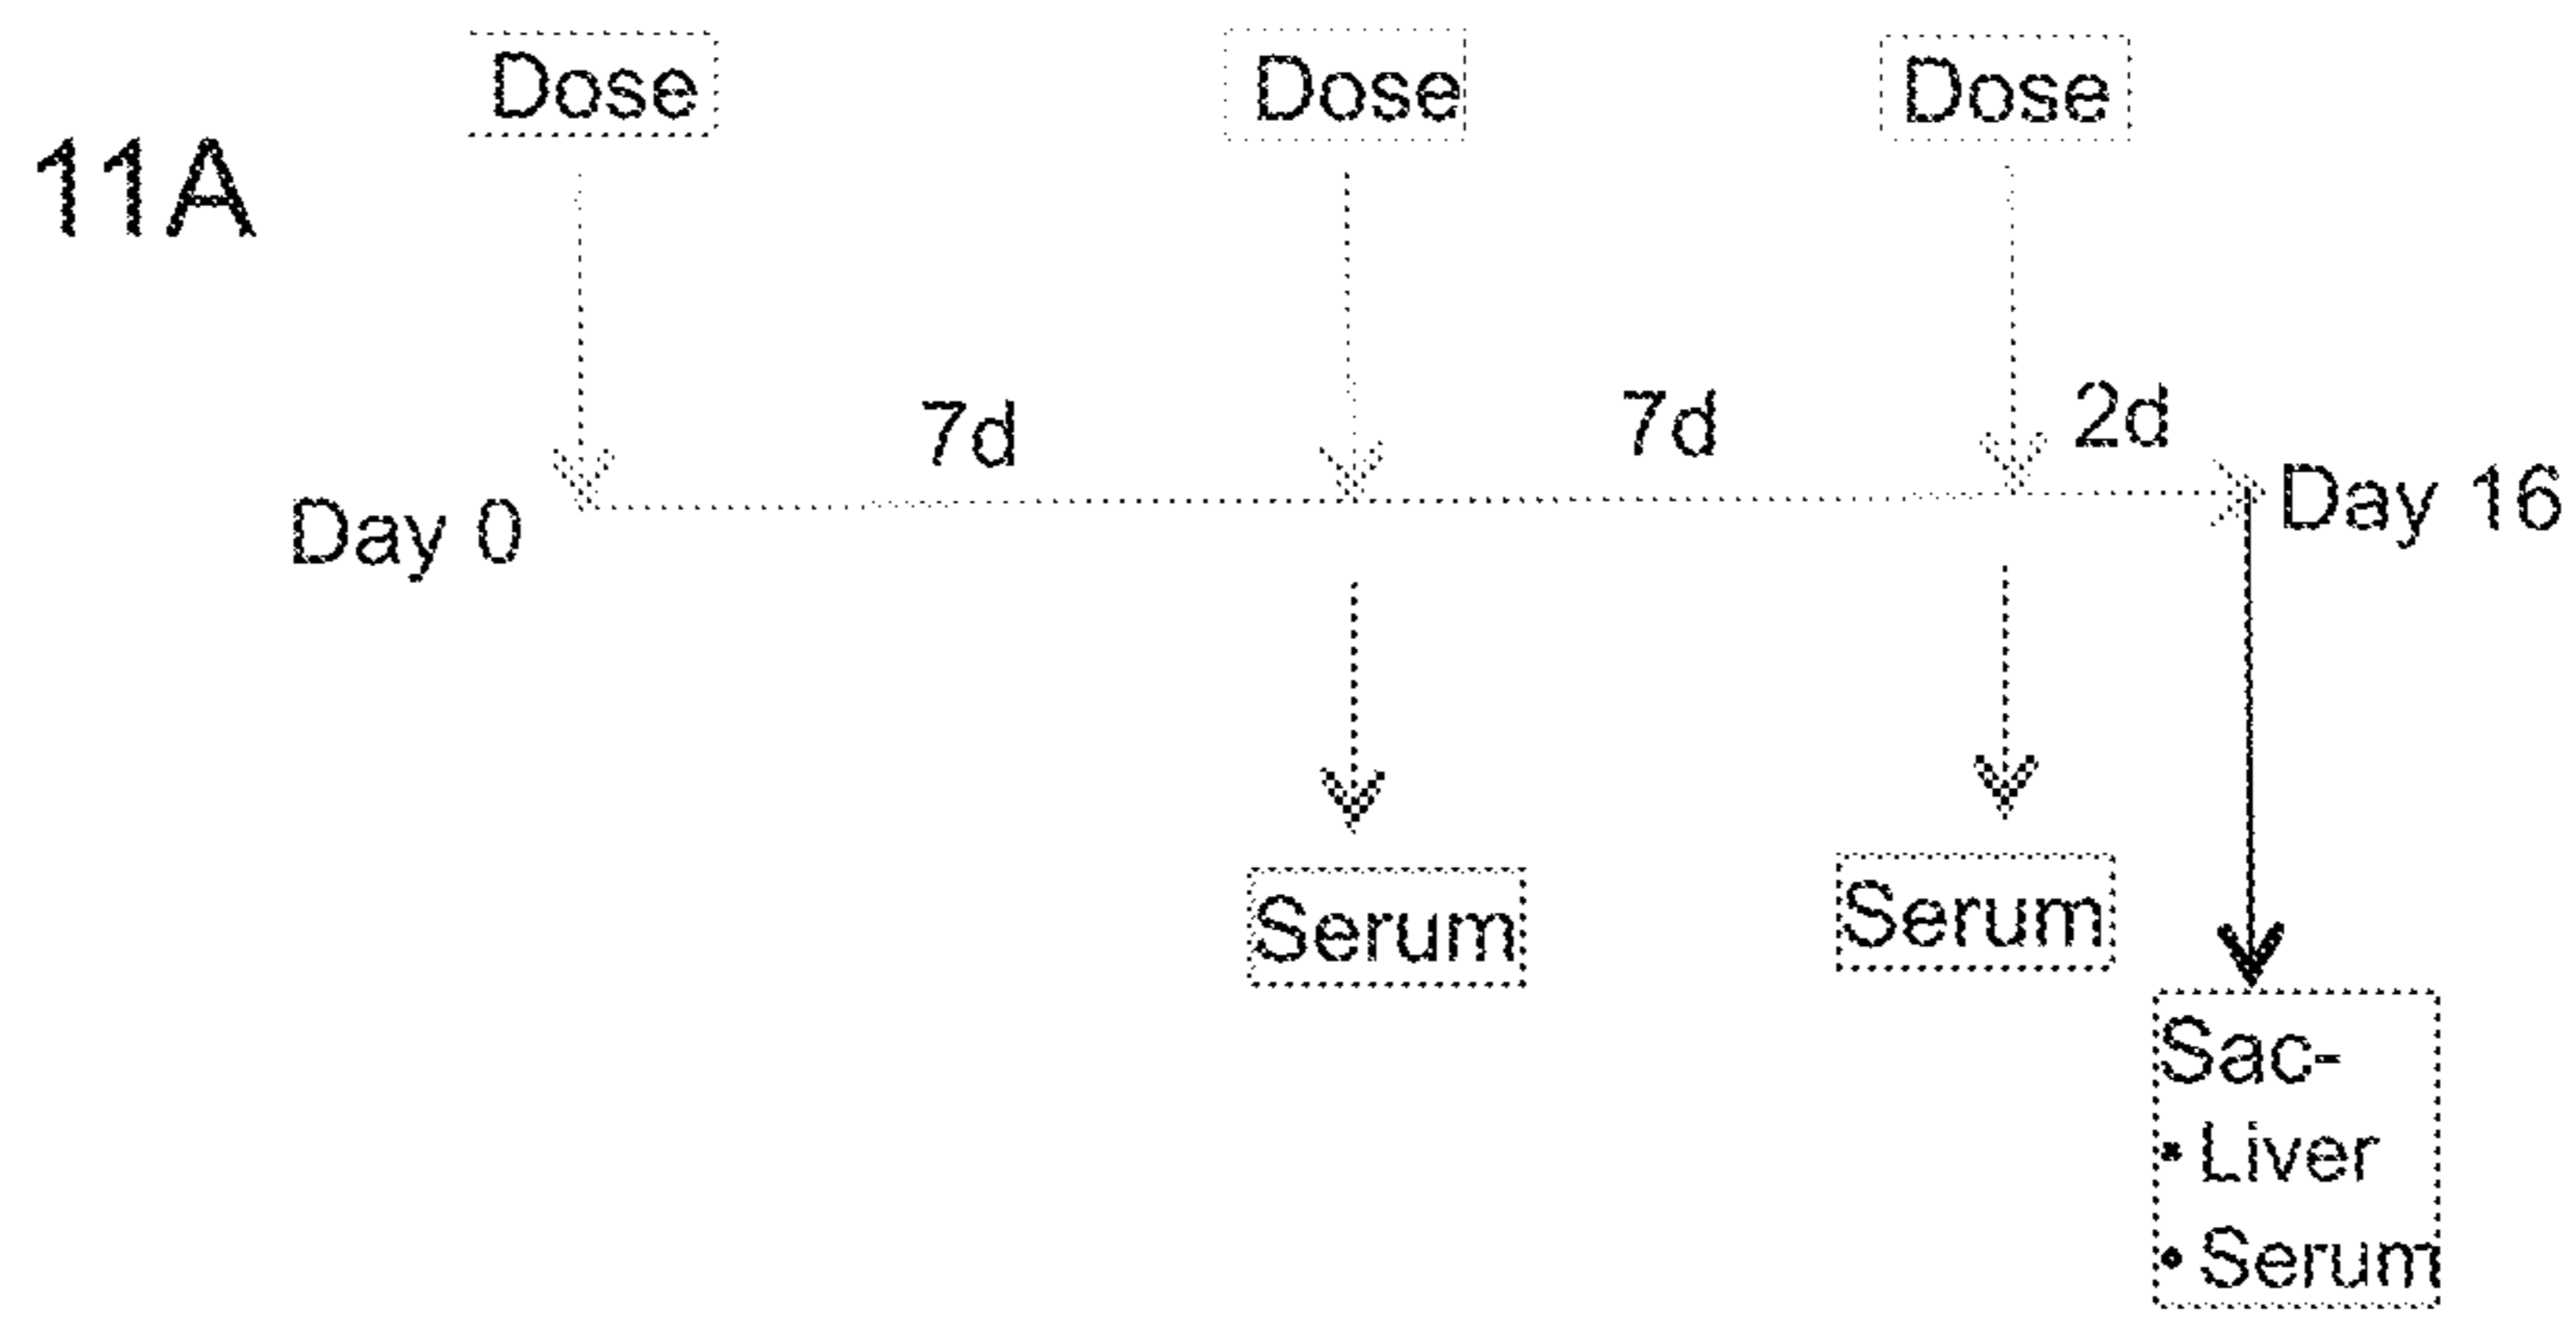 Dose
Dose
Dose
11A
7d
7d
2d
Day 0
Day 16
Serum
Serum
Sac-
• Liver
• Serum